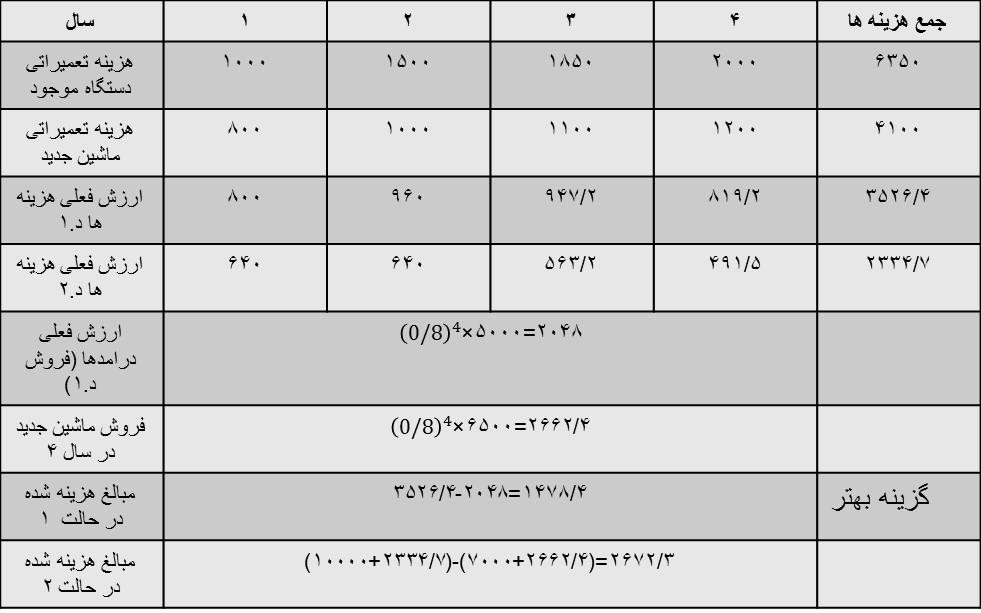 سال ۱ ۲ ۳ ۴ جمع هزینه ها
هزینه تعمیراتی
دستگاه موجود
۱۰۰۰ ۱۵۰۰ ۱۸۵۰ ۲۰۰۰ ۶۳۵۰
هزینه تعمیراتی
ماشین جدید
۸۰۰ ۱۰۰۰ ۱۱۰۰ ۱۲۰۰ ۴۱۰۰
ارزش فعلی هزینه
ها د.۱
۸۰۰ ۹۶۰ ۹۴۷/۲ ۸۱۹/۲ ۳۵۲۶/۴
ارزش فعلی هزینه
ها د.۲
۶۴۰ ۶۴۰ ۵۶۳/۲ ۴۹۱/۵ ۲۳۳۴/۷
ارزش فعلی
درامدها (فروش
د.۱)
(0/8)⁴×۵۰۰۰=۲۰۴۸
فروش ماشین جدید
در سال ۴
(0/8)⁴×۶۵۰۰=۲۶۶۲/۴
مبالغ هزینه شده
در حالت ۱
۳۵۲۶/۴-۲۰۴۸=۱۴۷۸/۴
گزینه بهتر
مبالغ هزینه شده
در حالت ۲
(۱۰۰۰۰+۲۳۳۴/۷)-(۷۰۰۰+۲۶۶۲/۴)=۲۶۷۲/۳